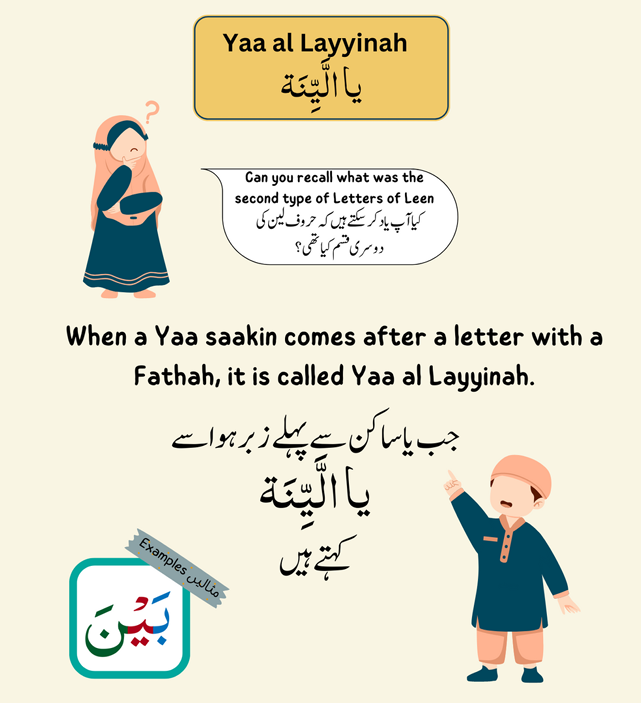 Yaa al Layyinah
یا الَّیِّنَة
?
Can you recall what was the
second type of Letters of Leen
کیا آپ یاد کر سکتے ہیں کہ حروف لین کی
دوسری قسم کیا تھی؟
When a Yaa saakin comes after a letter with a
Fathah, it is called Yaa al Layyinah.
جب یا ساکن سے پہلے زبر ہو اسے
یا الَّیِّنَة
کہتے ہیں
Examples مثالیں
بَيْنَ